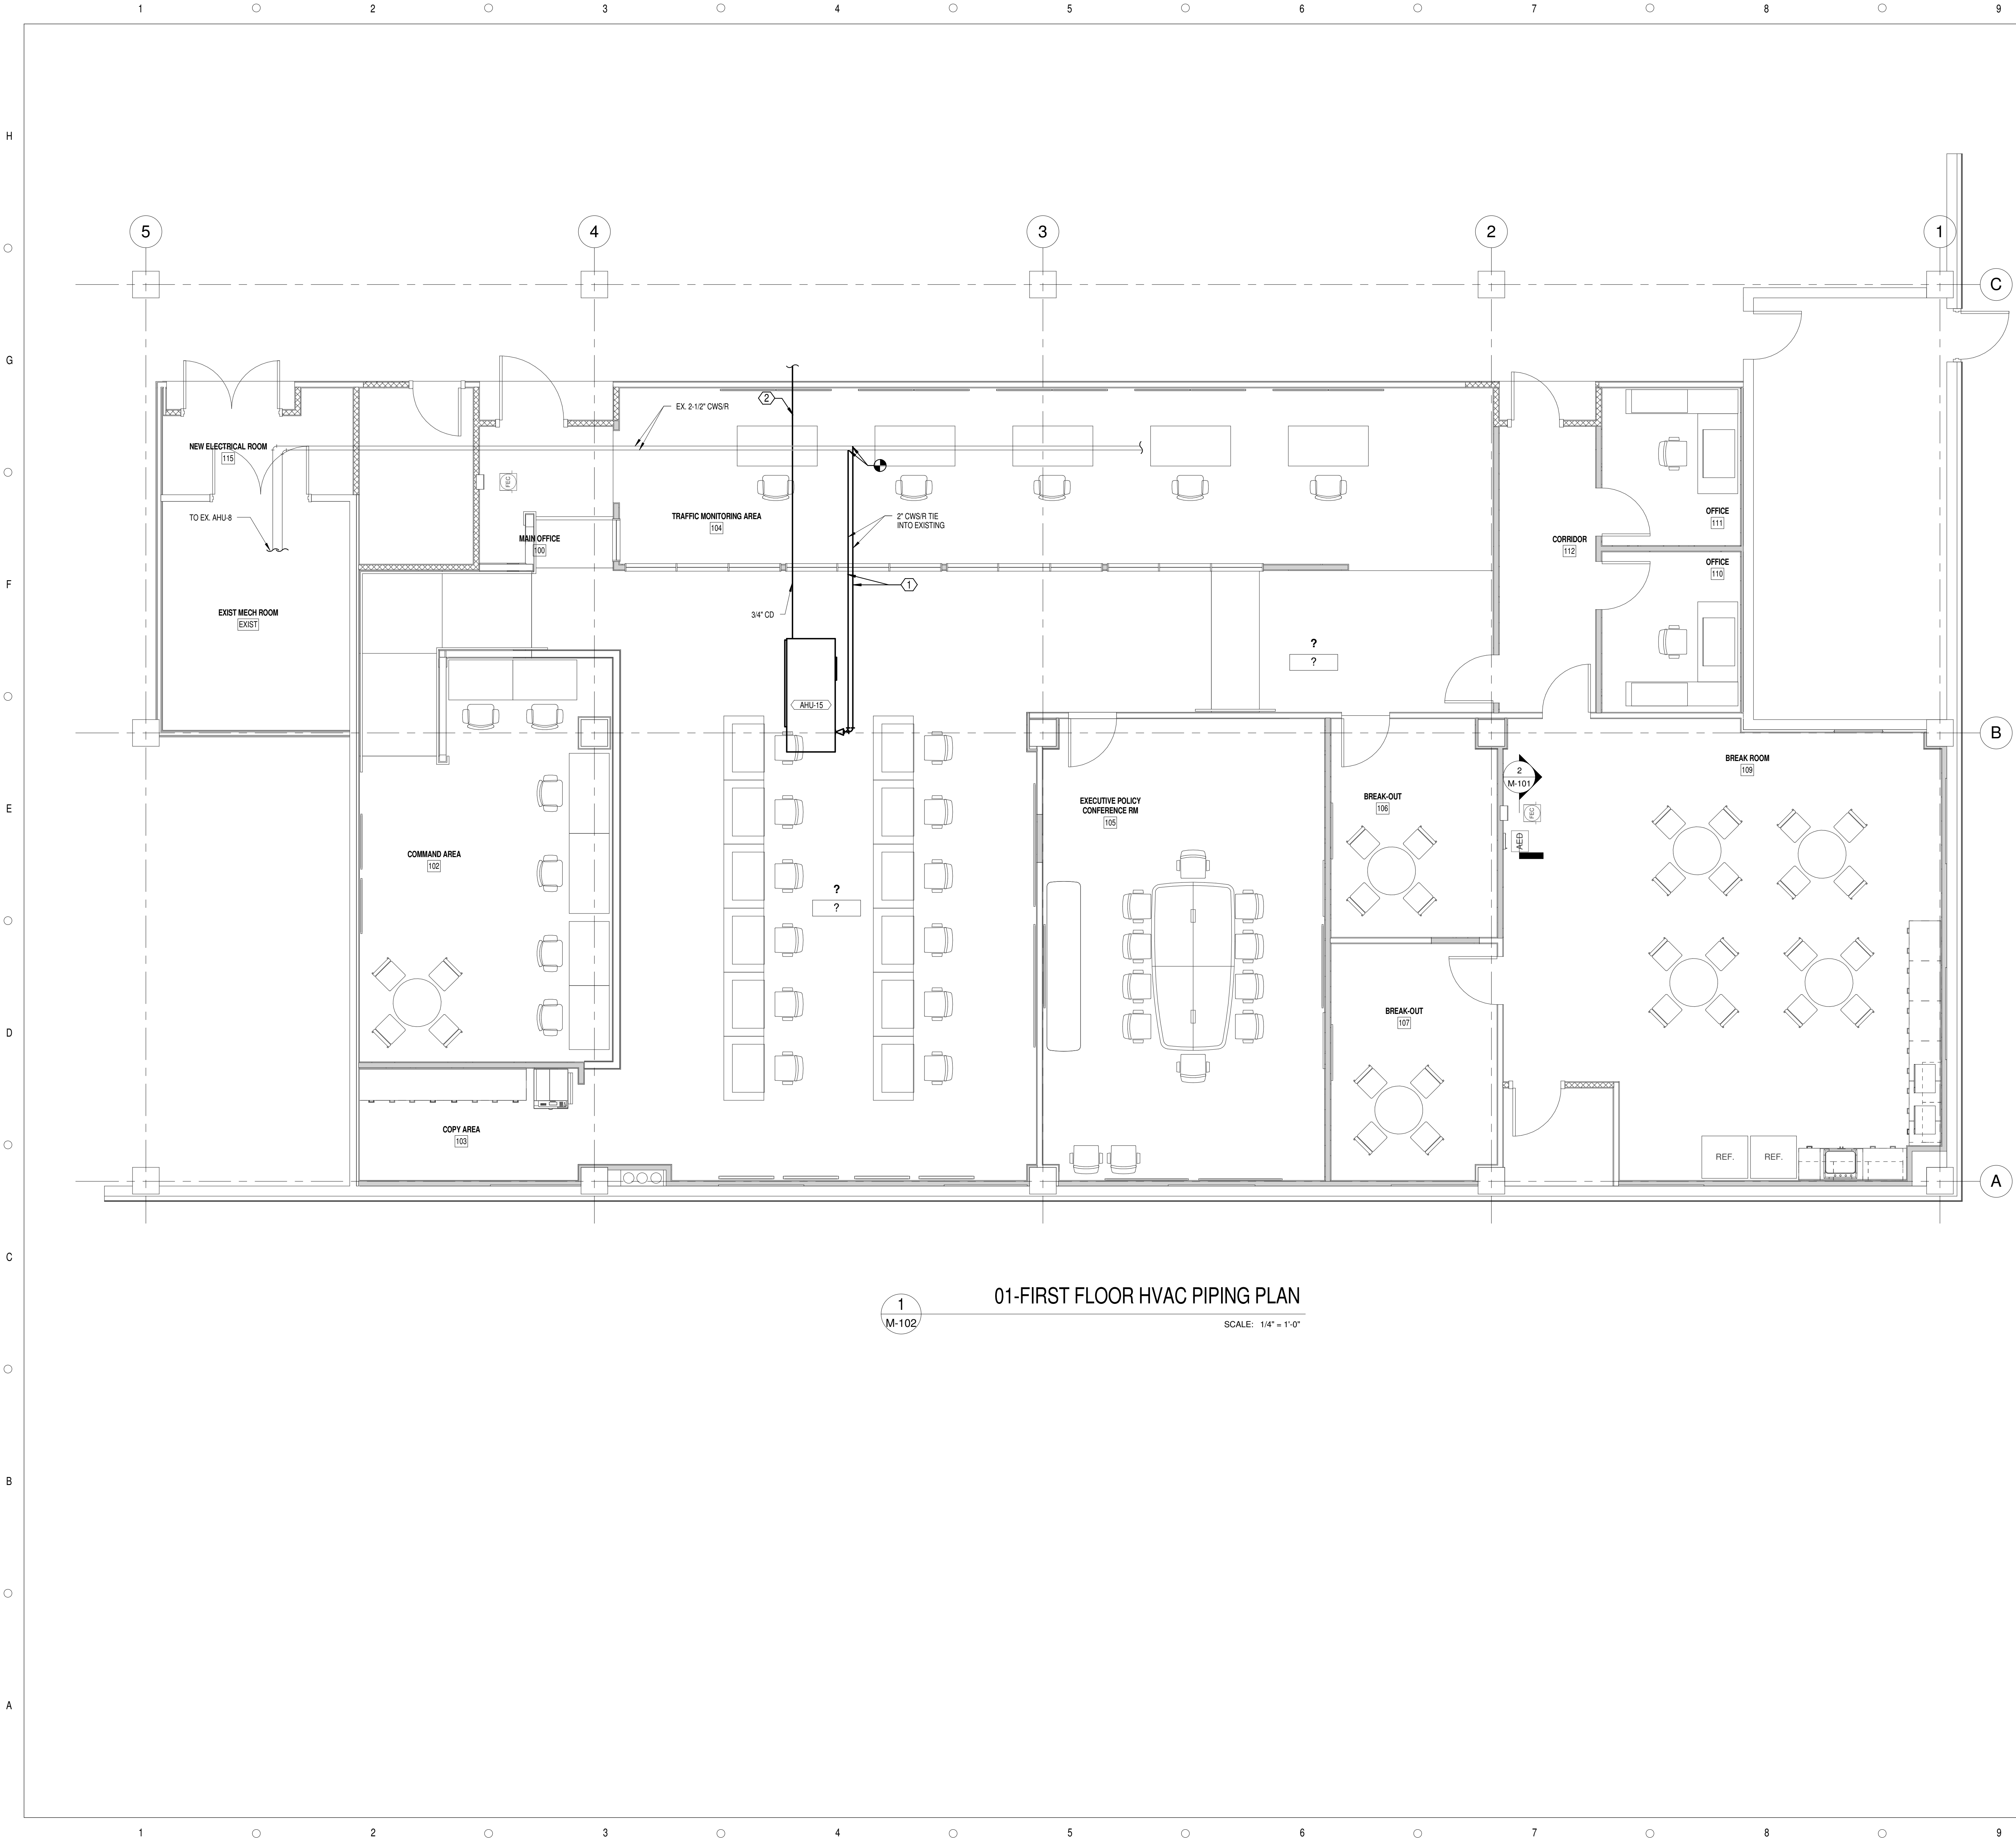 1 2 3 4 5 6 7 8 9
H
5 4 3 2 1
C
G
2
EX. 2-1/2" CWS/R
NEW ELECTRICAL ROOM
115
FEC
TO EX. AHU-8
TRAFFIC MONITORING AREA
104
2" CWS/R TIE
INTO EXISTING
MAIN OFFICE
100
CORRIDOR
112
OFFICE
111
OFFICE
110
F
1
3/4" CD
EXIST MECH ROOM
EXIST
?
?
AHU-15
B
BREAK ROOM
109
2
M-101
FEC
AED
E
EXECUTIVE POLICY
CONFERENCE RM
105
BREAK-OUT
106
COMMAND AREA
102
?
?
D
BREAK-OUT
107
COPY AREA
103
REF.
REF.
A
C
1
M-102
01-FIRST FLOOR HVAC PIPING PLAN
SCALE: 1/4" = 1'-0"
B
A
1 2 3 4 5 6 7 8 9